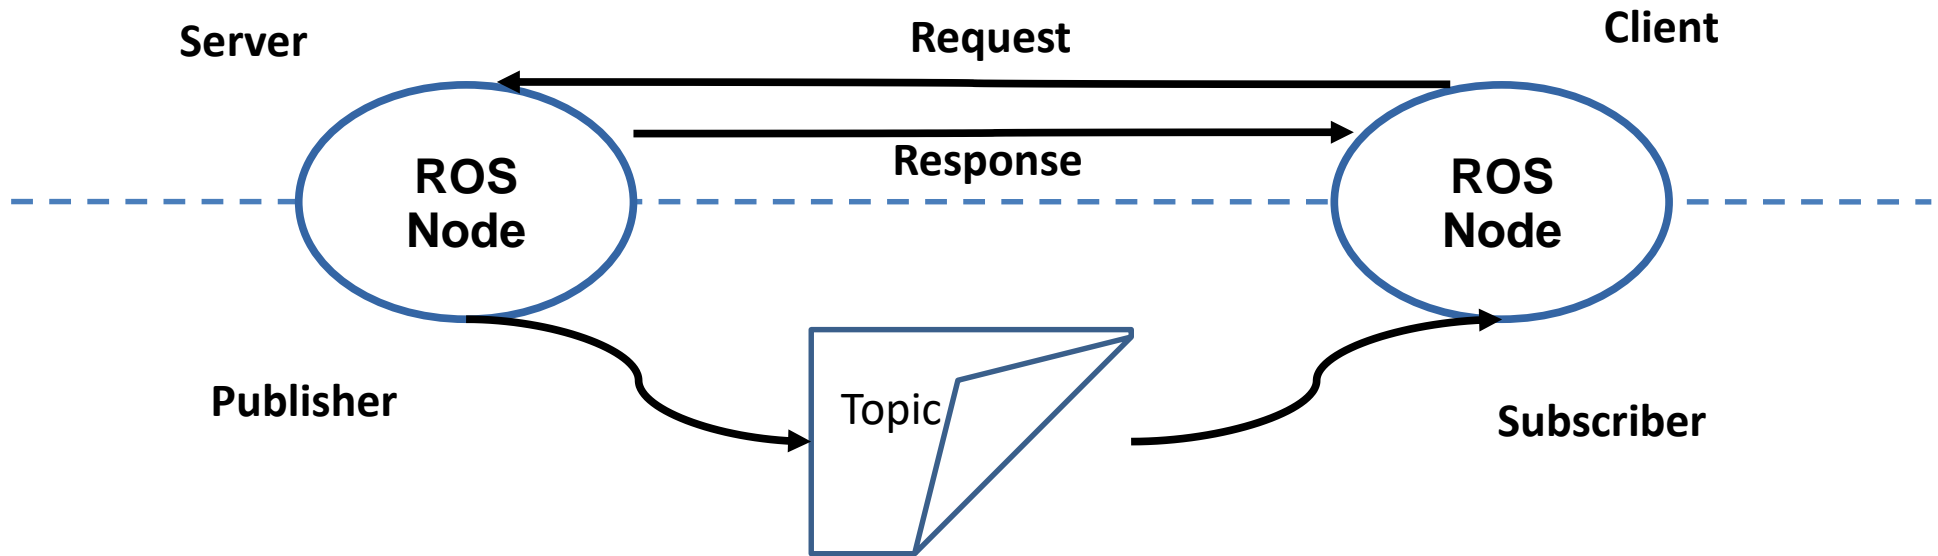 Server
Request
Client
Response
ROS
Node
ROS
Node
Publisher
Topic
Subscriber